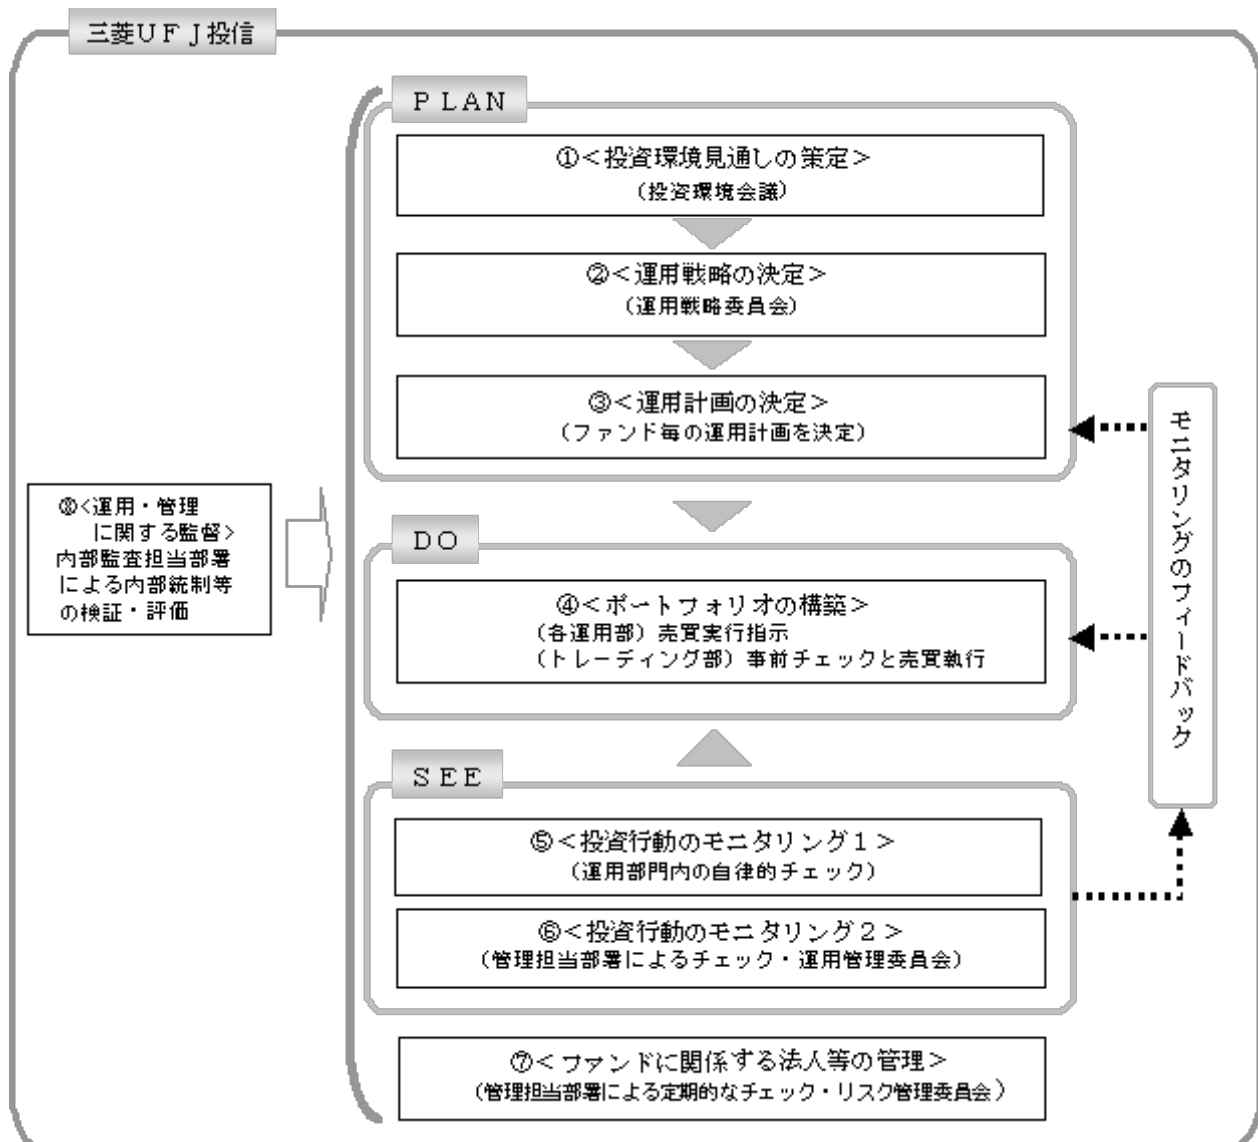 三菱ＵＦＪ投信
ＰＬＡＮ
①＜投資環境見通しの策定＞
（投資環境会議）
②＜運用戦略の決定＞
（運用戦略委員会）
③＜運用計画の決定＞
（ファンド毎の運用計画を決定）
⑧＜運用・管理
に関する監督＞
内部監査担当部署
による内部統制等
の検証・評価
ＤＯ
④＜ポートフォリオの構築＞
（各運用部）売買実行指示
（トレーディング部）事前チェックと売買執行
ＳＥＥ
⑤＜投資行動のモニタリング１＞
（運用部門内の自律的チェック）
⑥＜投資行動のモニタリング２＞
（管理担当部署によるチェック・運用管理委員会）
モニタリングのフィードバック
⑦＜ファンドに関係する法人等の管理＞
（管理担当部署による定期的なチェック・リスク管理委員会）